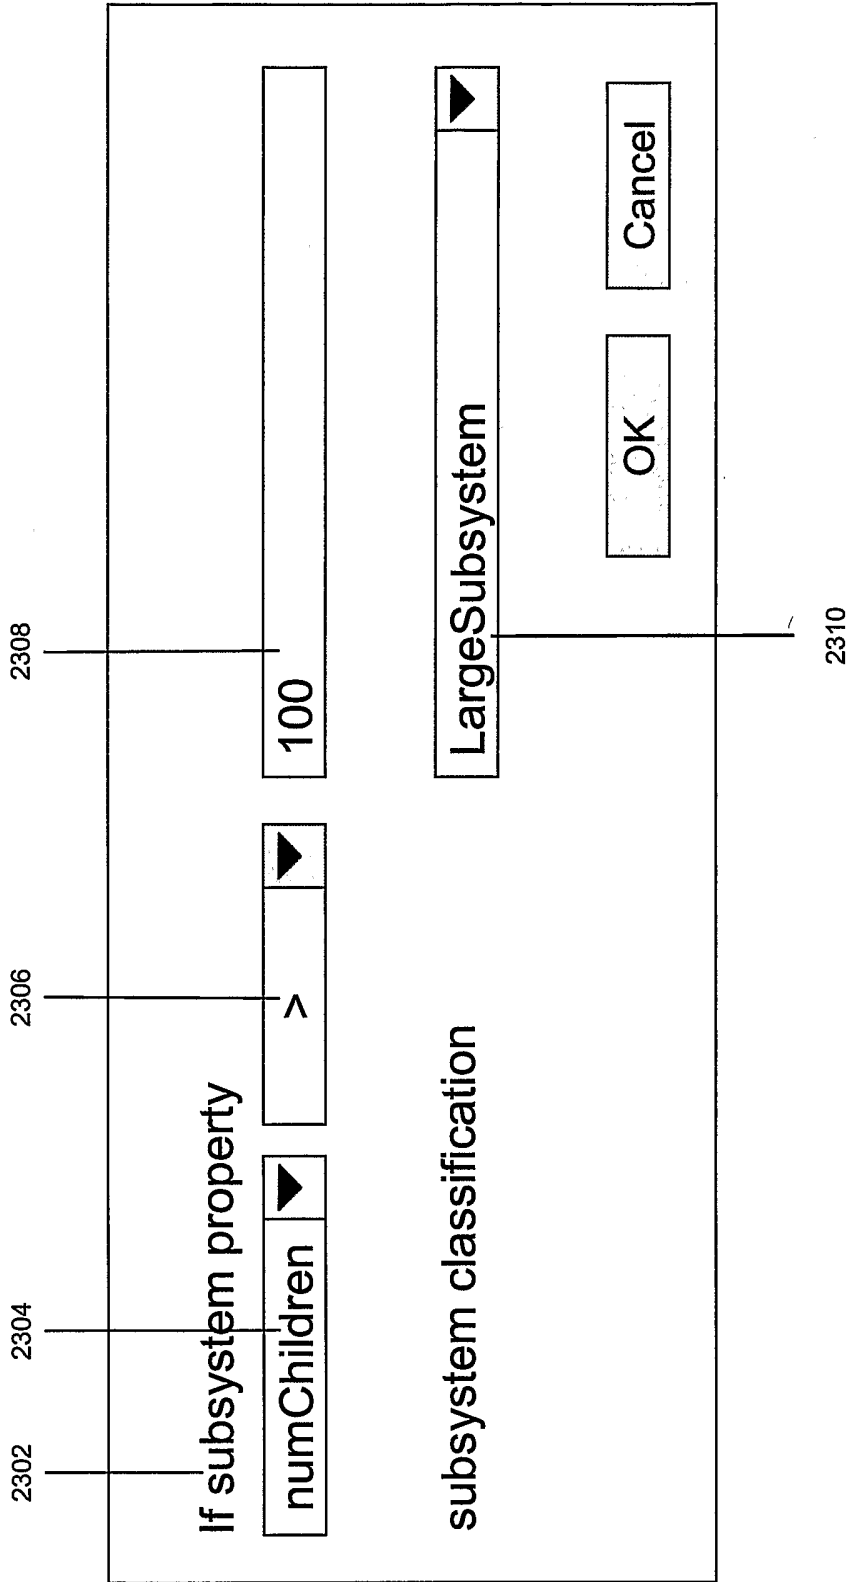 2302 2304 2306 2308
If subsystem property
numChildren > 100
subsystem classification LargeSubsystem
OK Cancel
2310